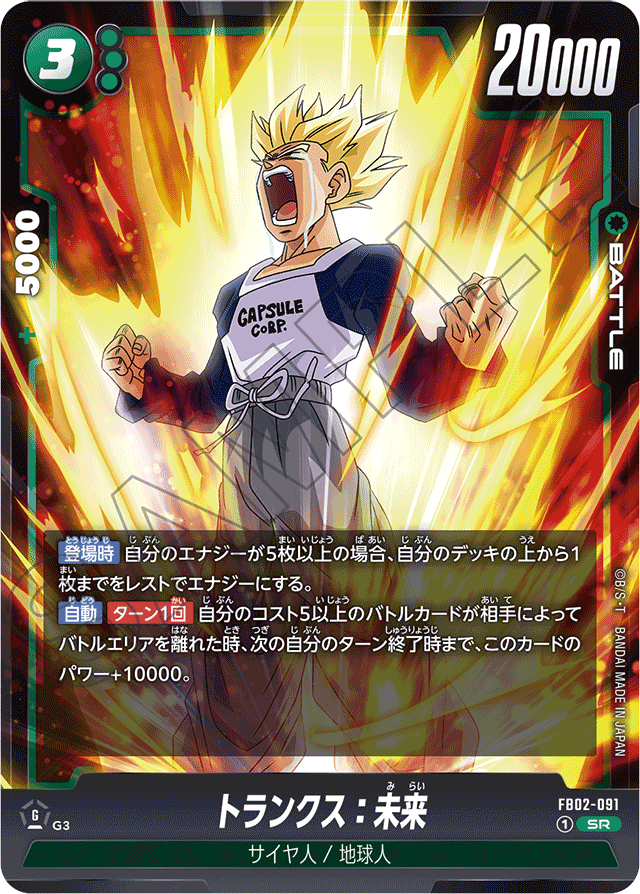 3
20000
+5000
BATTLE
CAPSULE
CORP.
SAMPLE
登場時 自分のエナジーが5枚以上の場合、自分のデッキの上から1
枚までをレストでエナジーにする。
自動 ターン1回 自分のコスト5以上のバトルカードが相手によって
バトルエリアを離れた時、次の自分のターン終了時まで、このカードの
パワー+10000。
©B/S・T BANDAI MADE IN JAPAN
G
G3
みらい
トランクス：未来
FB02-091
1 SR
サイヤ人 / 地球人